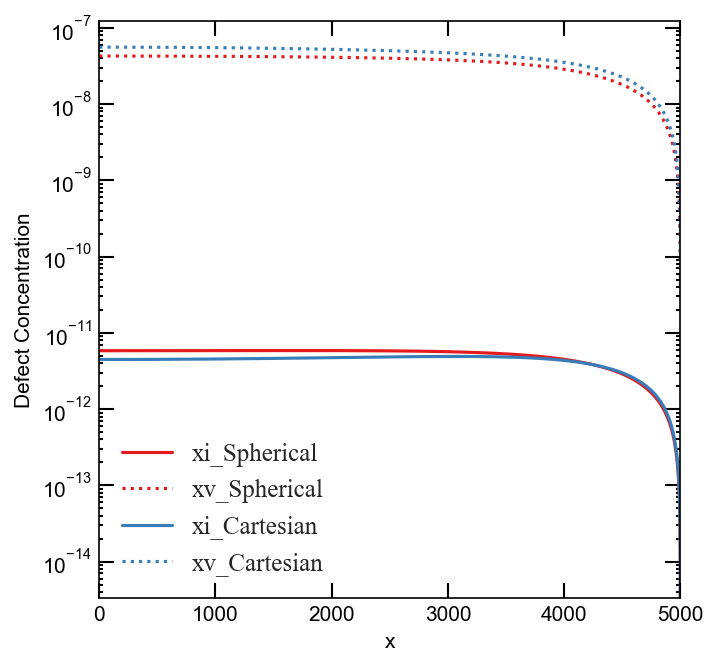 10⁻⁷
10⁻⁸
10⁻⁹
10⁻¹⁰
10⁻¹¹
10⁻¹²
10⁻¹³
10⁻¹⁴
Defect Concentration
xi_Spherical
xv_Spherical
xi_Cartesian
xv_Cartesian
0 1000 2000 3000 4000 5000
x